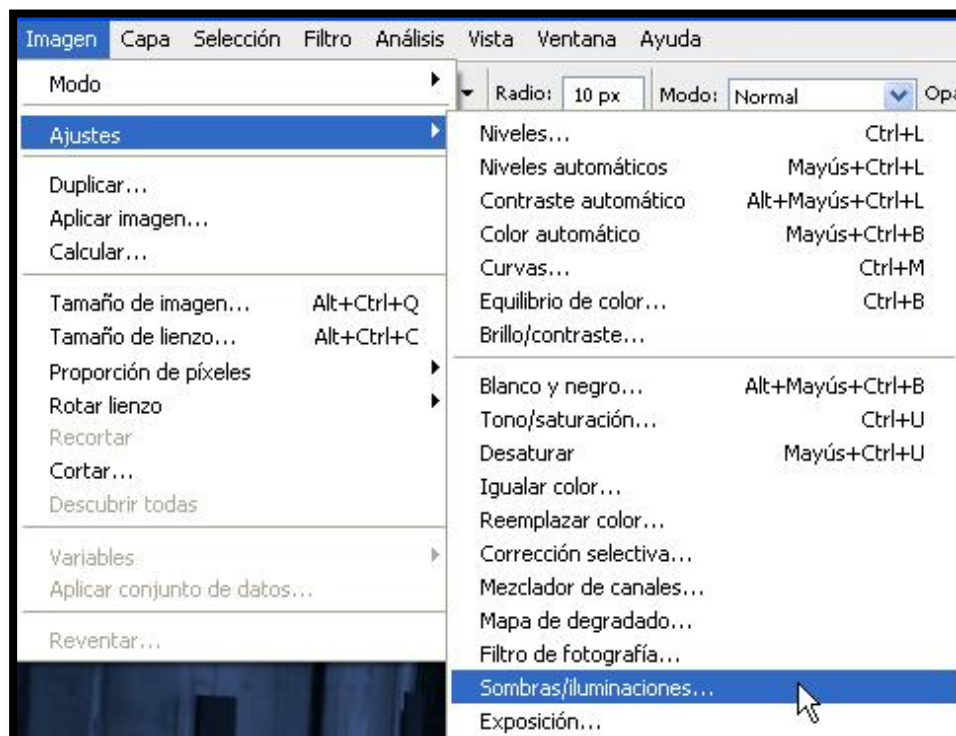 Imagen Capa Selección Filtro Análisis Vista Ventana Ayuda
Radio: 10 px Modo: Normal
Modo
Ajustes
Duplicar...
Aplicar imagen...
Calcular...
Tamaño de imagen... Alt+Ctrl+Q
Tamaño de lienzo... Alt+Ctrl+C
Proporción de píxeles
Rotar lienzo
Recortar
Cortar...
Descubrir todas
Variables
Aplicar conjunto de datos...
Reventar...
Niveles... Ctrl+L
Niveles automáticos Mayús+Ctrl+L
Contraste automático Alt+Mayús+Ctrl+L
Color automático Mayús+Ctrl+B
Curvas... Ctrl+M
Equilibrio de color... Ctrl+B
Brillo/contraste...
Blanco y negro... Alt+Mayús+Ctrl+B
Tono/saturación... Ctrl+U
Desaturar Mayús+Ctrl+U
Igualar color...
Reemplazar color...
Corrección selectiva...
Mezclador de canales...
Mapa de degradado...
Filtro de fotografía...
Sombras/iluminaciones...
Exposición...